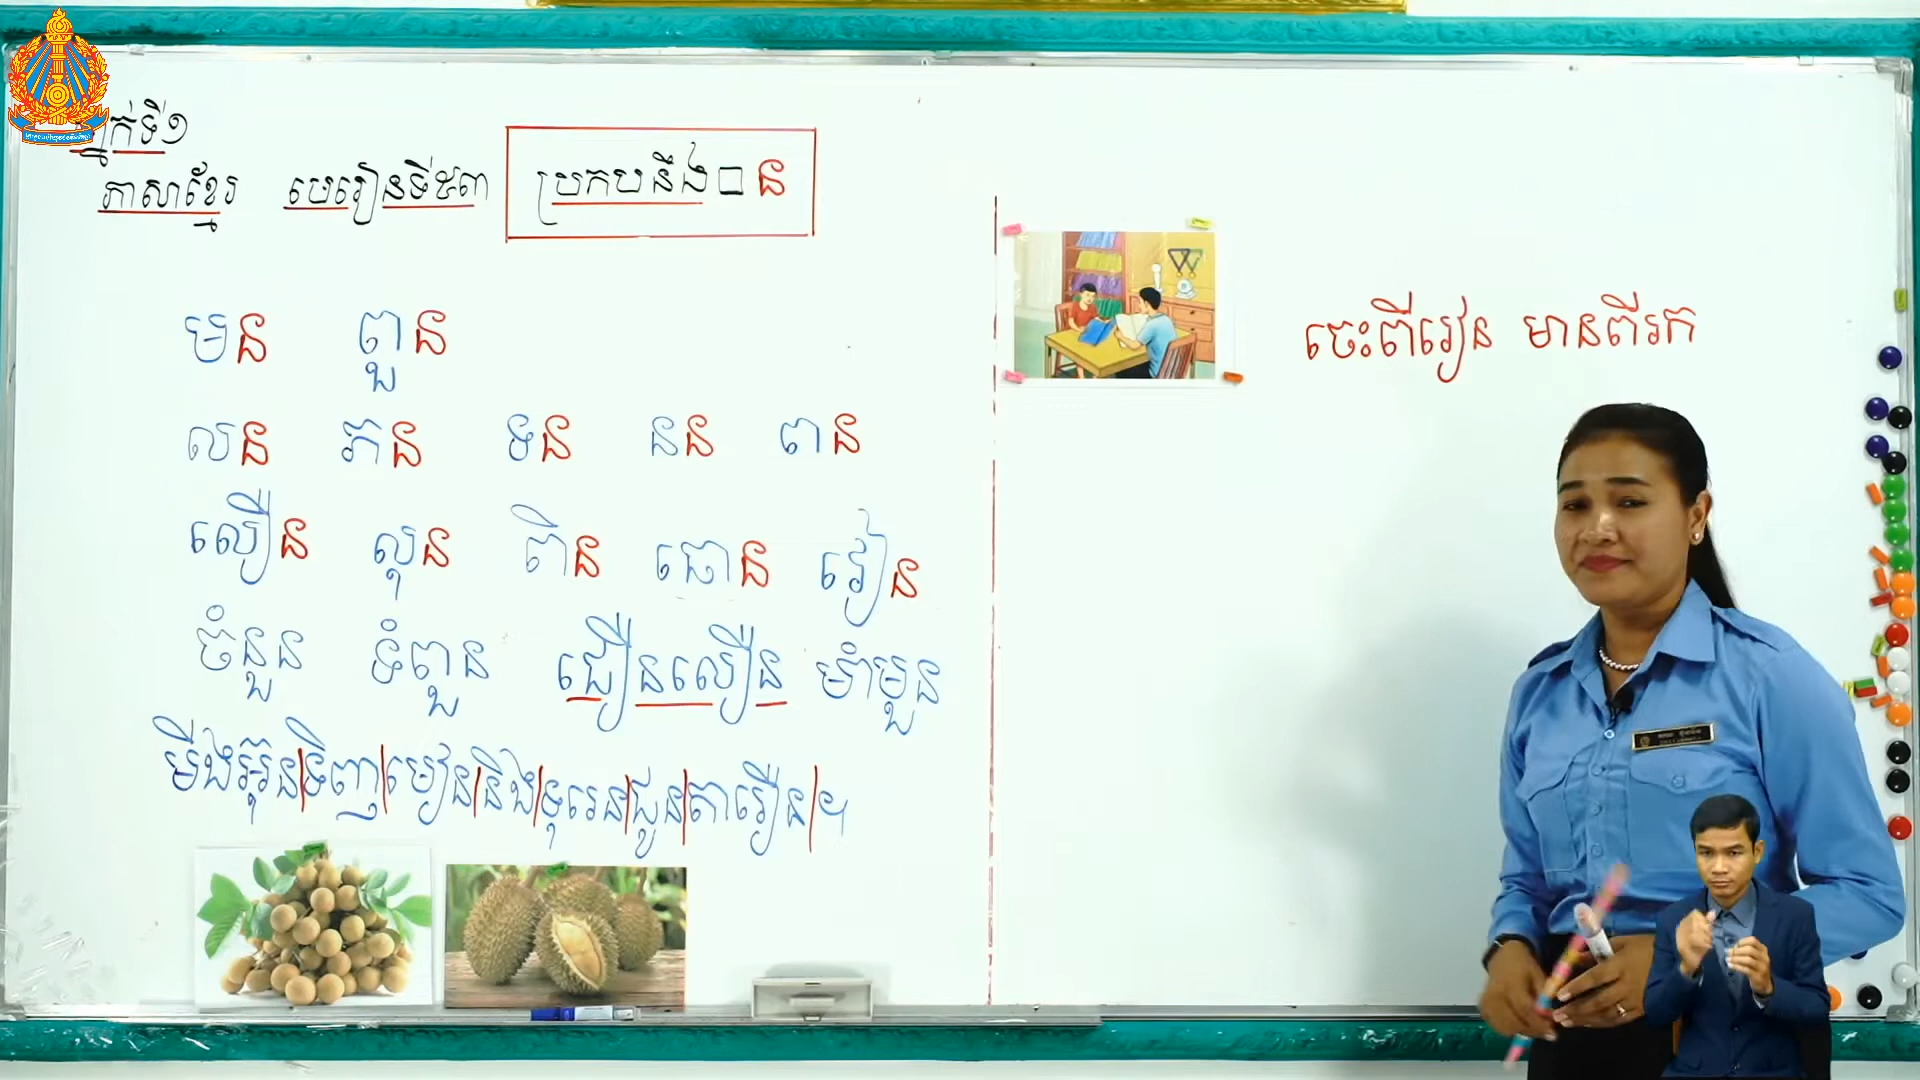 ថ្នាក់ទី១
ភាសាខ្មែរ មេរៀនទី៥៣ ប្រកបនឹង □ន
មន ពួន
លន ភន ទន នន ពាន
លឿន លុន ពិន ធោន វៀន
ចំនួន ទំពួន ជឿនលឿន មាំមួន
មីងអ៊ុន|ទិញ|មៀន|និង|ទុរេន|ជូន|តារឿន|។
ចេះពីរៀន មានពីរក